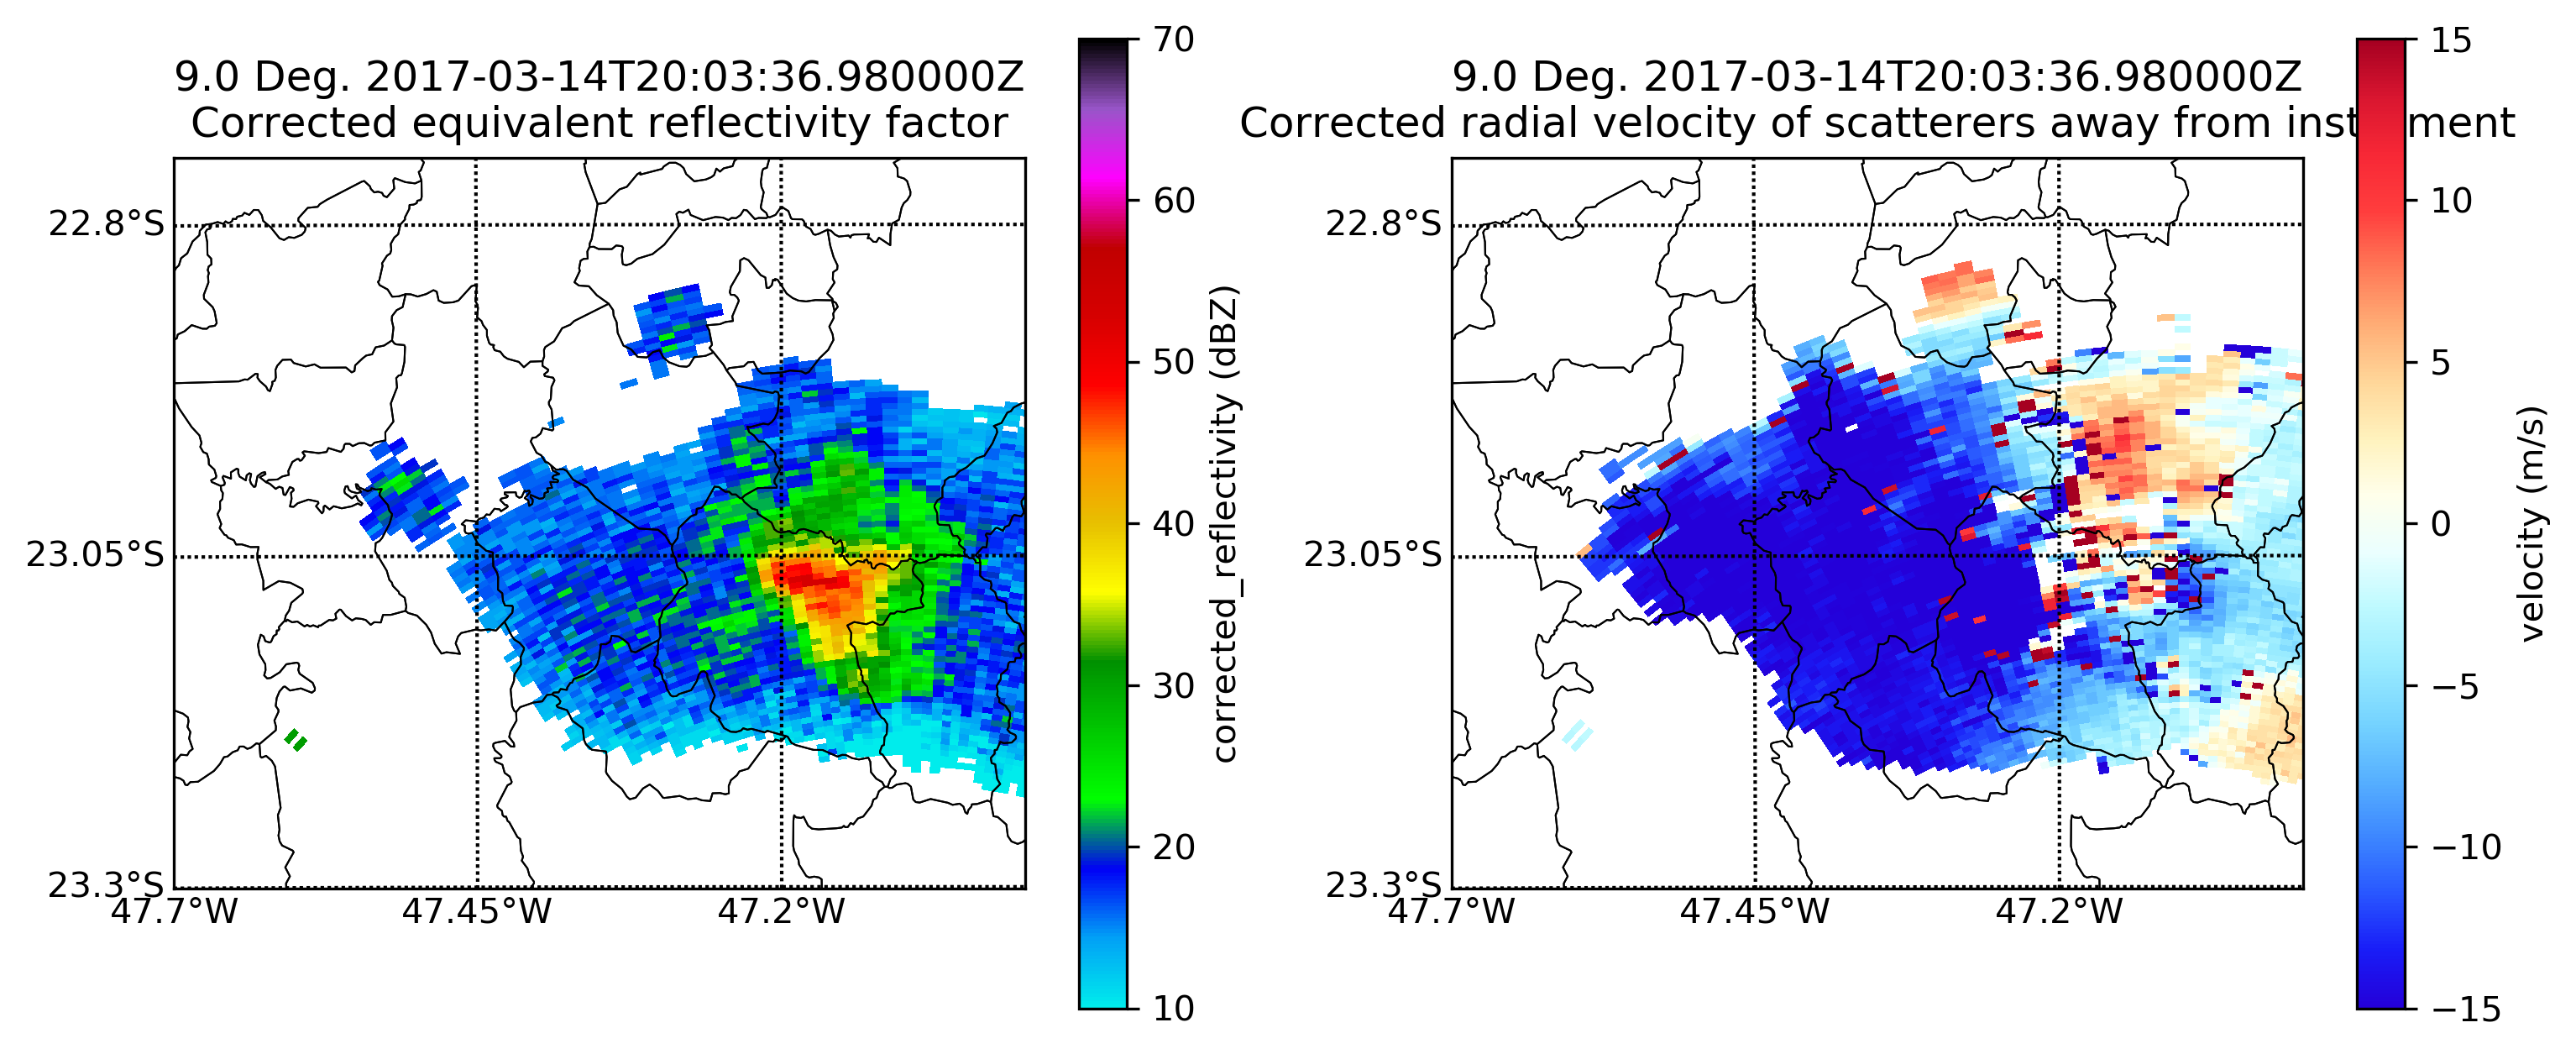 9.0 Deg. 2017-03-14T20:03:36.980000Z
Corrected equivalent reflectivity factor
22.8°S
23.05°S
23.3°S
47.7°W
47.45°W
47.2°W
70
60
50
40
30
20
10
corrected_reflectivity (dBZ)
9.0 Deg. 2017-03-14T20:03:36.980000Z
Corrected radial velocity of scatterers away from inst ment
22.8°S
23.05°S
23.3°S
47.7°W
47.45°W
47.2°W
15
10
5
0
−5
−10
−15
velocity (m/s)